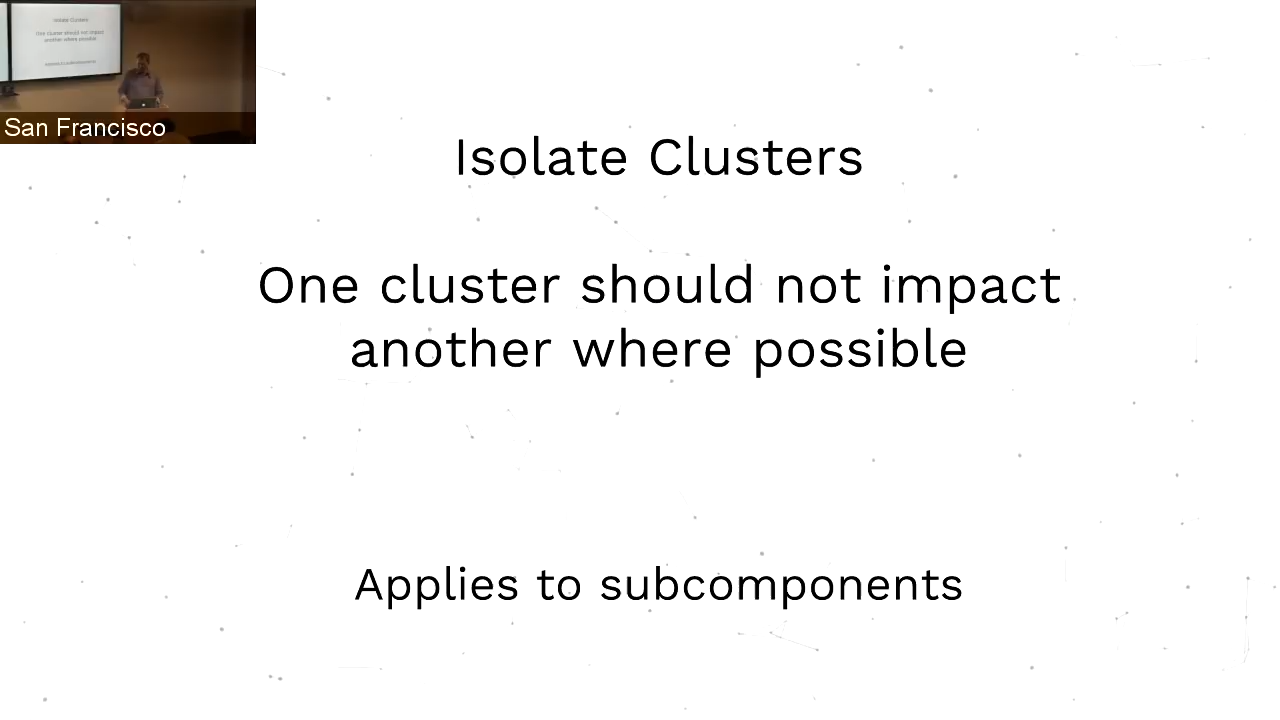 San Francisco
Isolate Clusters
One cluster should not impact
another where possible
Applies to subcomponents